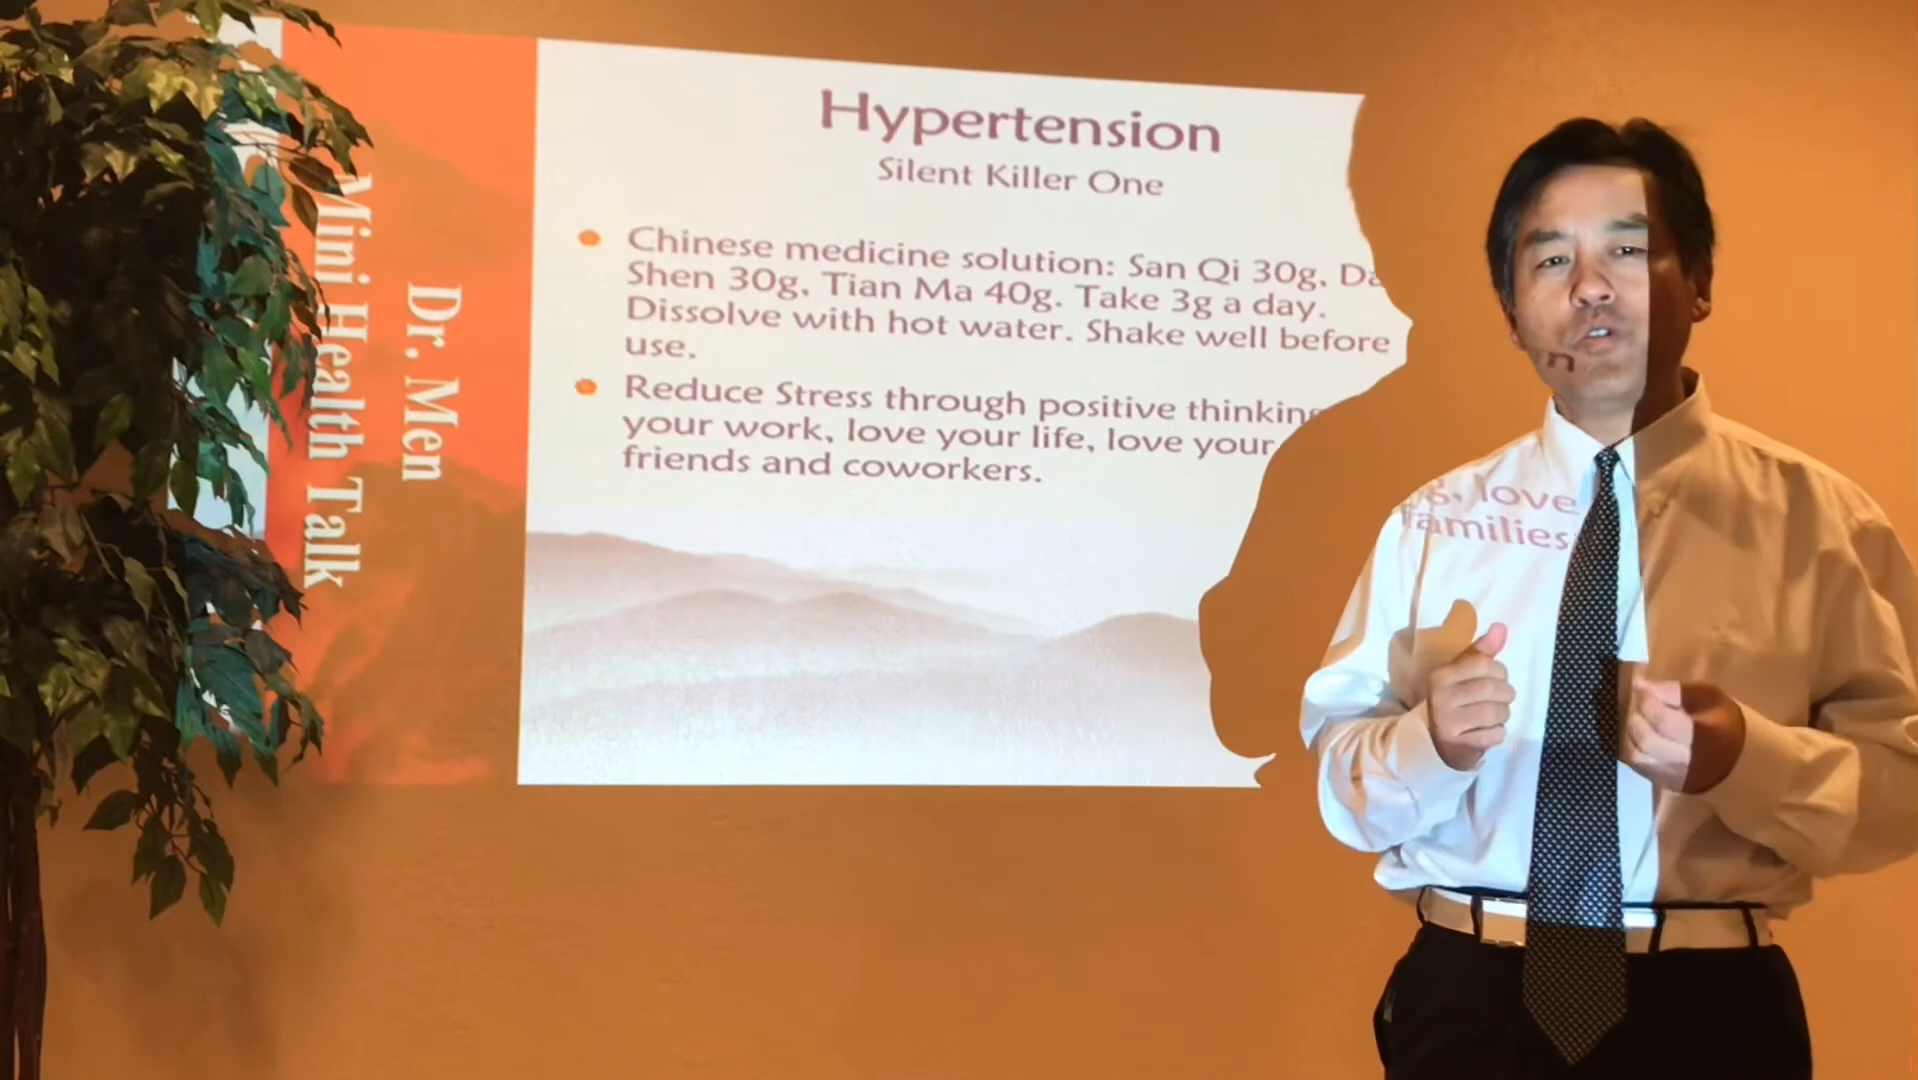 Dr. Men
Mini Health Talk
Hypertension
Silent Killer One
Chinese medicine solution: San Qi 30g, Da
Shen 30g, Tian Ma 40g. Take 3g a day.
Dissolve with hot water. Shake well before
use.
Reduce Stress through positive thinking, love
your work, love your life, love your families
friends and coworkers.